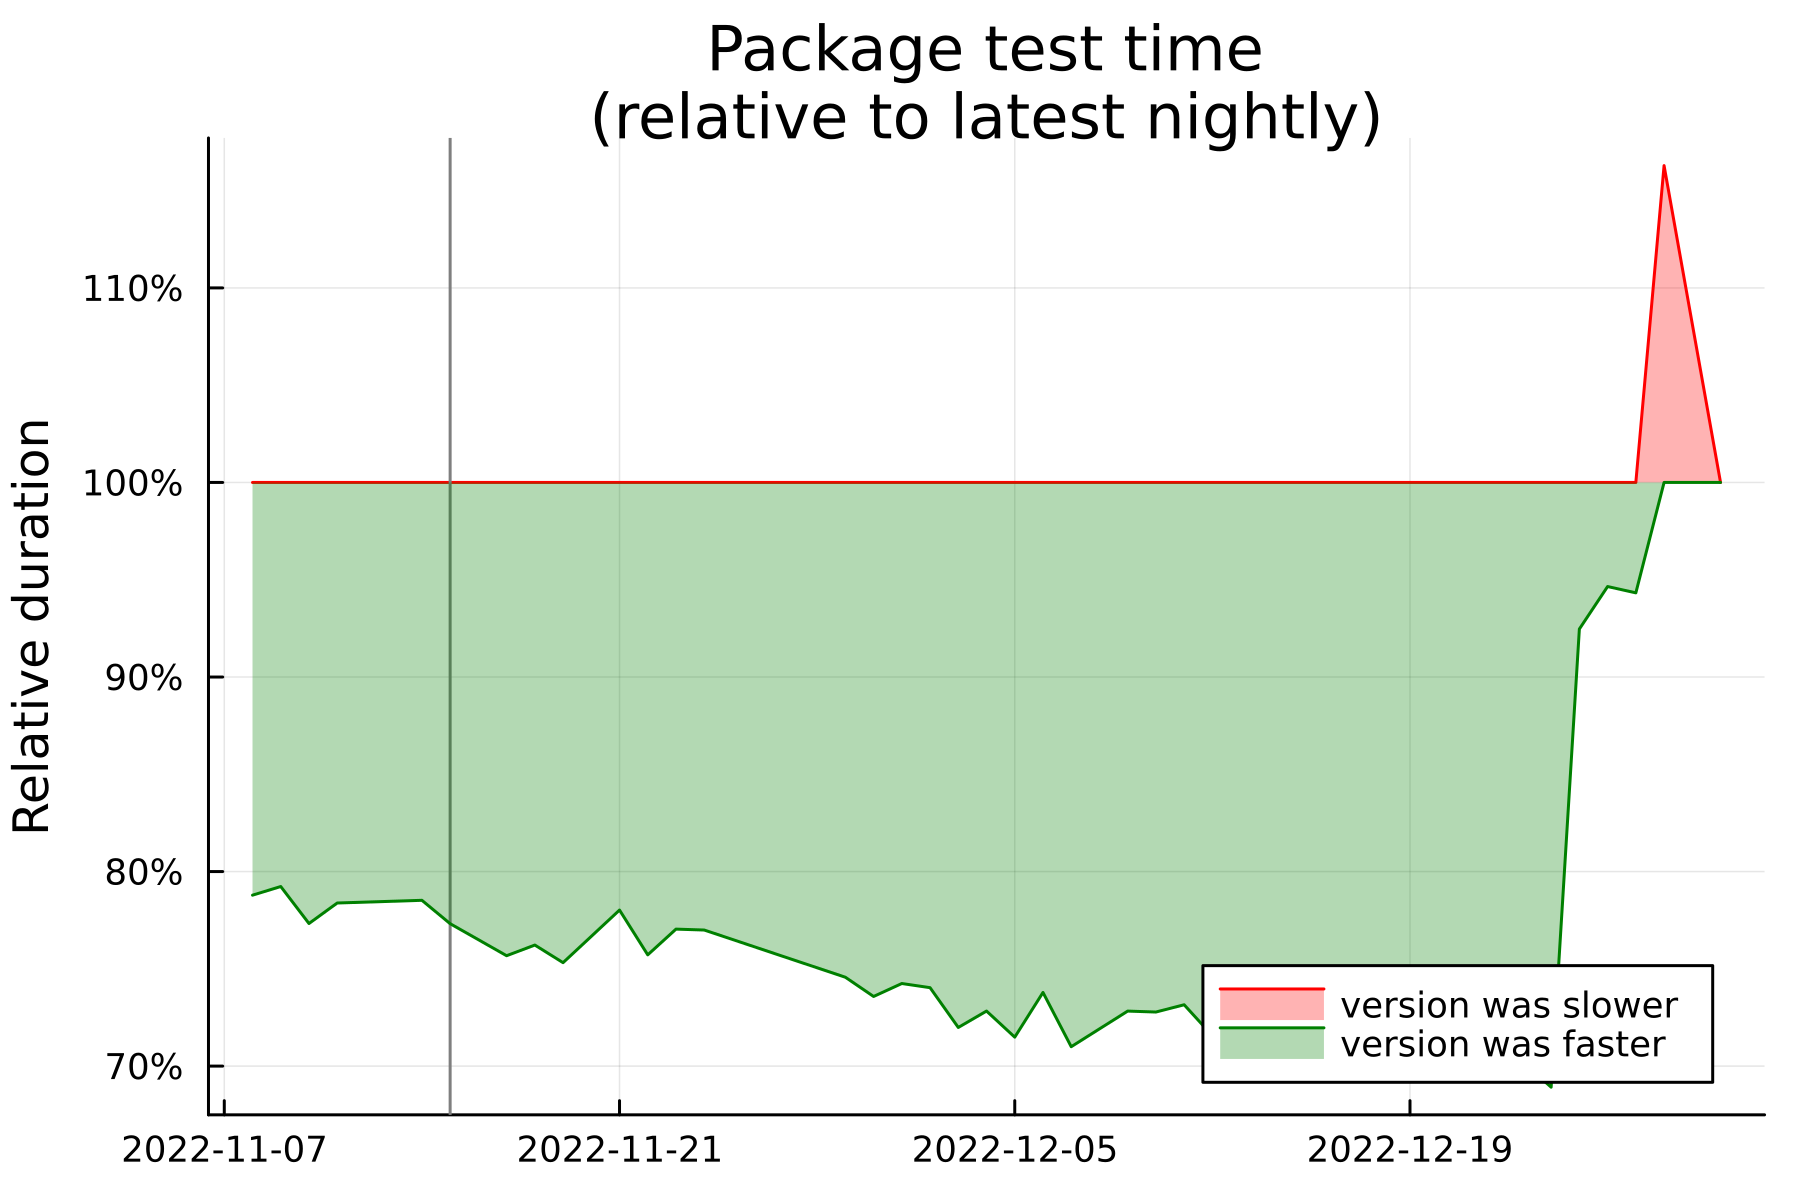 Package test time
(relative to latest nightly)
Relative duration
110%
100%
90%
80%
70%
version was slower
version was faster
2022-11-07
2022-11-21
2022-12-05
2022-12-19